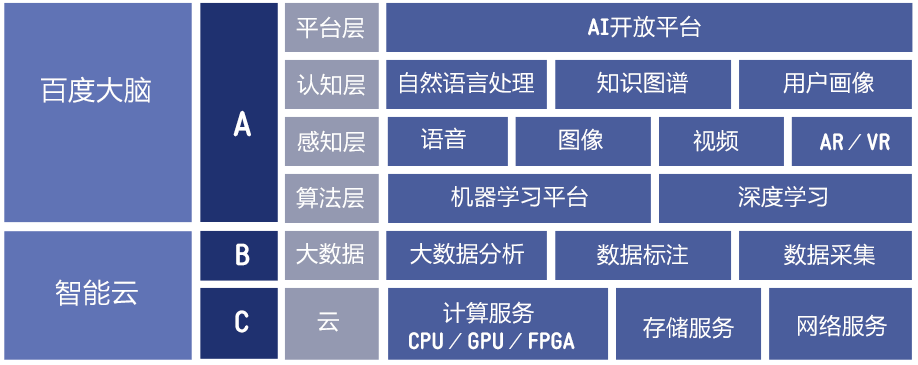 百度大脑
A
平台层
AI开放平台
认知层
自然语言处理
知识图谱
用户画像
感知层
语音
图像
视频
AR / VR
算法层
机器学习平台
深度学习
智能云
B
大数据
大数据分析
数据标注
数据采集
C
云
计算服务
CPU / GPU / FPGA
存储服务
网络服务